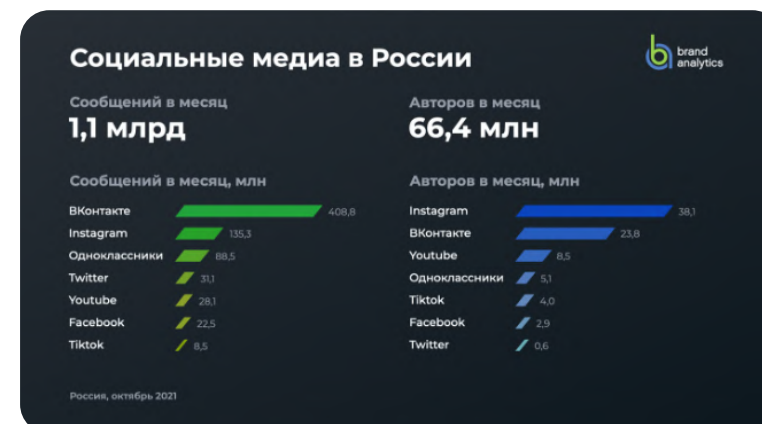 Социальные медиа в России
brand
analytics
Сообщений в месяц
1,1 млрд
Авторов в месяц
66,4 млн
Сообщений в месяц, млн
ВКонтакте 408,8
Instagram 135,3
Одноклассники 88,5
Twitter 31,1
Youtube 28,1
Facebook 22,5
Tiktok 8,5
Авторов в месяц, млн
Instagram 38,1
ВКонтакте 23,8
Youtube 8,5
Одноклассники 5,1
Tiktok 4,0
Facebook 2,9
Twitter 0,6
Россия, октябрь 2021